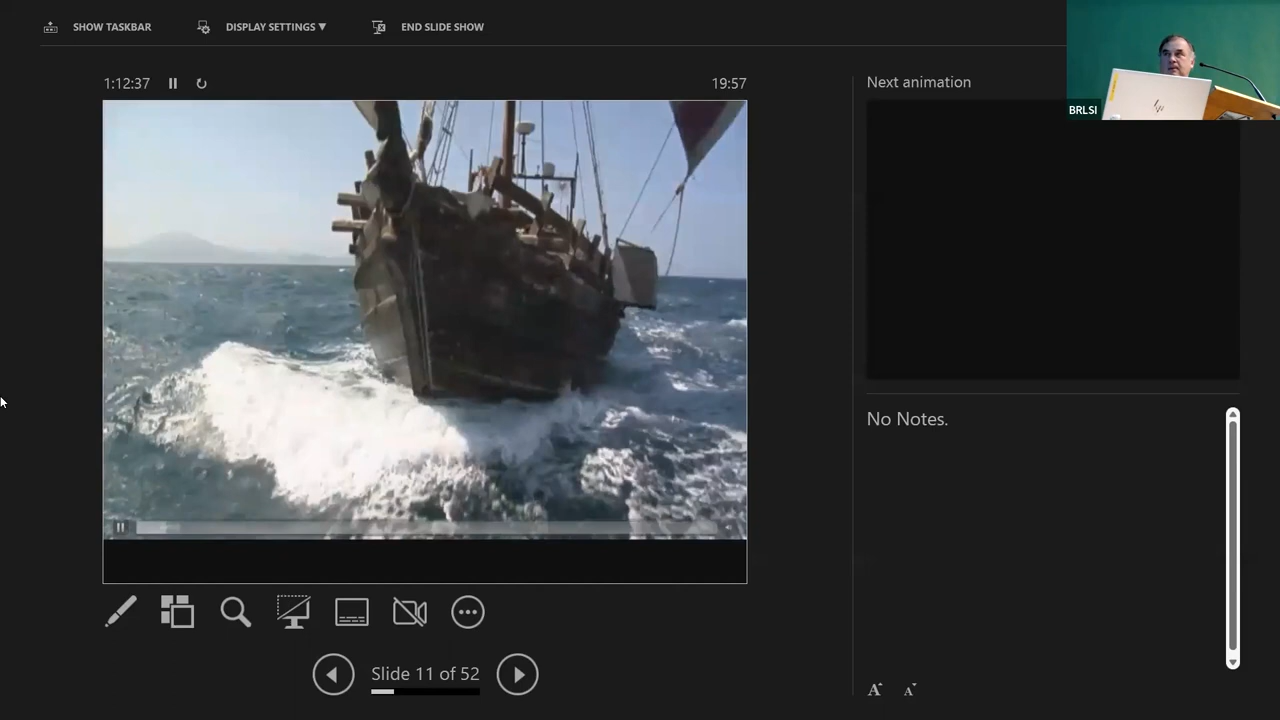 SHOW TASKBAR
DISPLAY SETTINGS ▼
END SLIDE SHOW
1:12:37
19:57
Next animation
BRLSI
No Notes.
Slide 11 of 52
A A